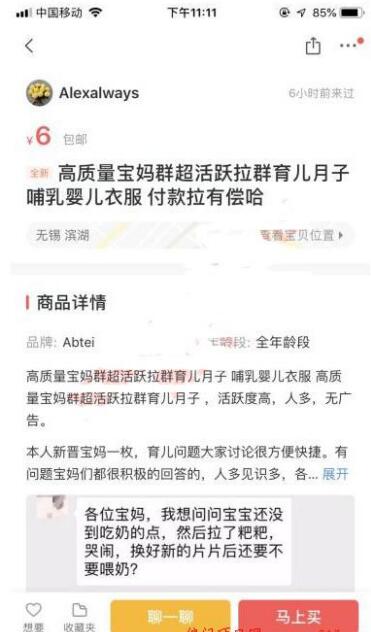 中国移动
下午11:11
85%
Alexalways
6小时前来过
¥6 包邮
全新 高质量宝妈群超活跃拉群育儿月子
哺乳婴儿衣服 付款拉有偿哈
无锡 滨湖
查看宝贝位置
商品详情
品牌: Abtei
龄段: 全年龄段
高质量宝妈群超活跃拉群育儿月子 哺乳婴儿衣服 高质
量宝妈群超活跃拉群育儿月子 ，活跃度高，人多，无广
告。
本人新晋宝妈一枚，育儿问题大家讨论很方便快捷。有
问题宝妈们都很积极的回答的，人多见识多，各... 展开
各位宝妈，我想问问宝宝还没
到吃奶的点，然后拉了粑粑，
哭闹，换好新的片片后还要不
要喂奶?
想要
收藏夹
聊一聊
马上买